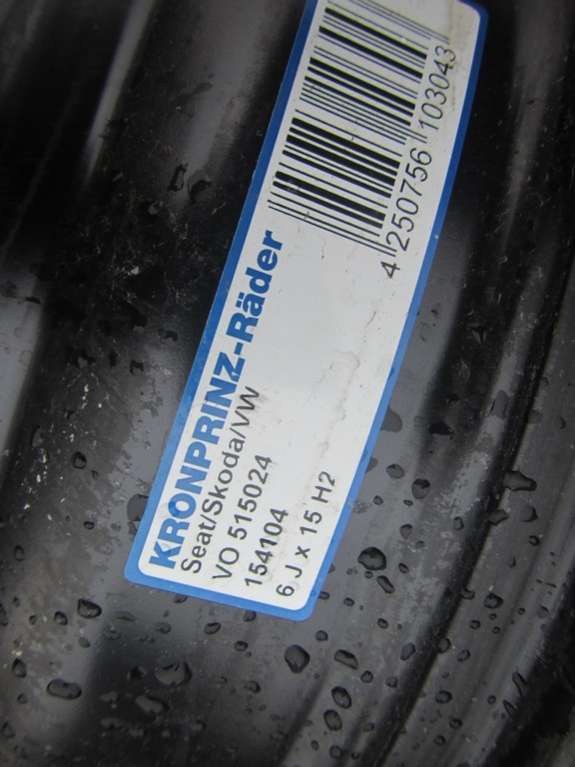 KRONPRINZ-Räder
Seat/Skoda/VW
VO 515024
154104
6 J x 15 H2
4 250756 103043